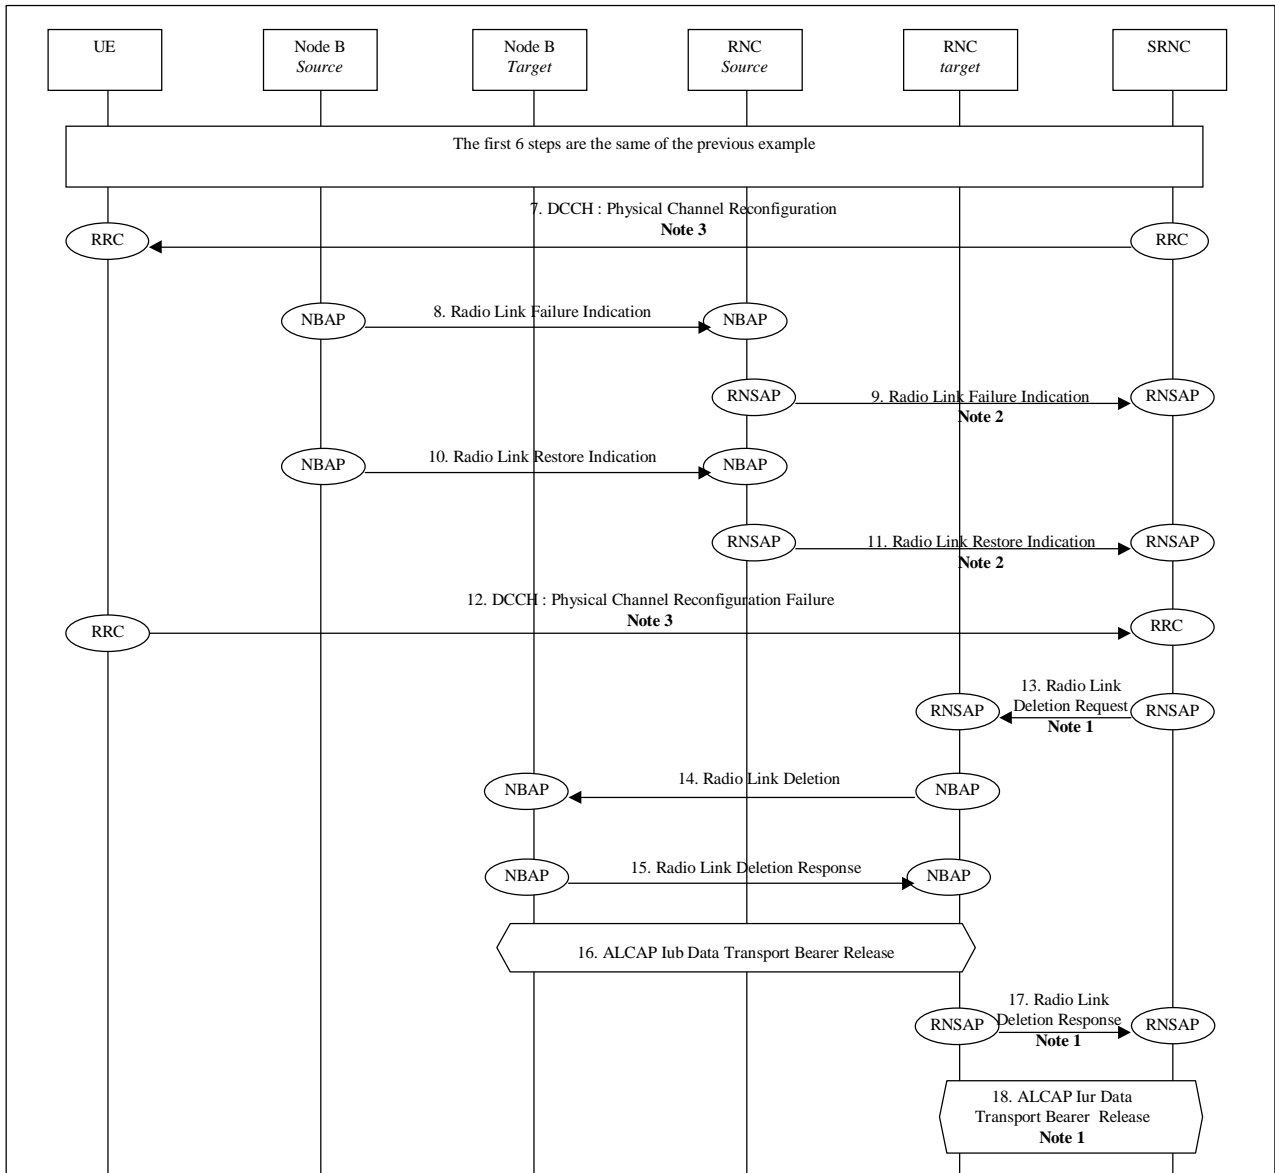 UE
Node B
Source
Node B
Target
RNC
Source
RNC
target
SRNC
The first 6 steps are the same of the previous example
7. DCCH : Physical Channel Reconfiguration
Note 3
RRC
RRC
8. Radio Link Failure Indication
NBAP
NBAP
RNSAP
9. Radio Link Failure Indication
Note 2
RNSAP
10. Radio Link Restore Indication
NBAP
NBAP
RNSAP
11. Radio Link Restore Indication
Note 2
RNSAP
12. DCCH : Physical Channel Reconfiguration Failure
Note 3
RRC
RRC
13. Radio Link
Deletion Request
Note 1
RNSAP
RNSAP
14. Radio Link Deletion
NBAP
NBAP
15. Radio Link Deletion Response
NBAP
NBAP
16. ALCAP Iub Data Transport Bearer Release
17. Radio Link
Deletion Response
Note 1
RNSAP
RNSAP
18. ALCAP Iur Data
Transport Bearer Release
Note 1